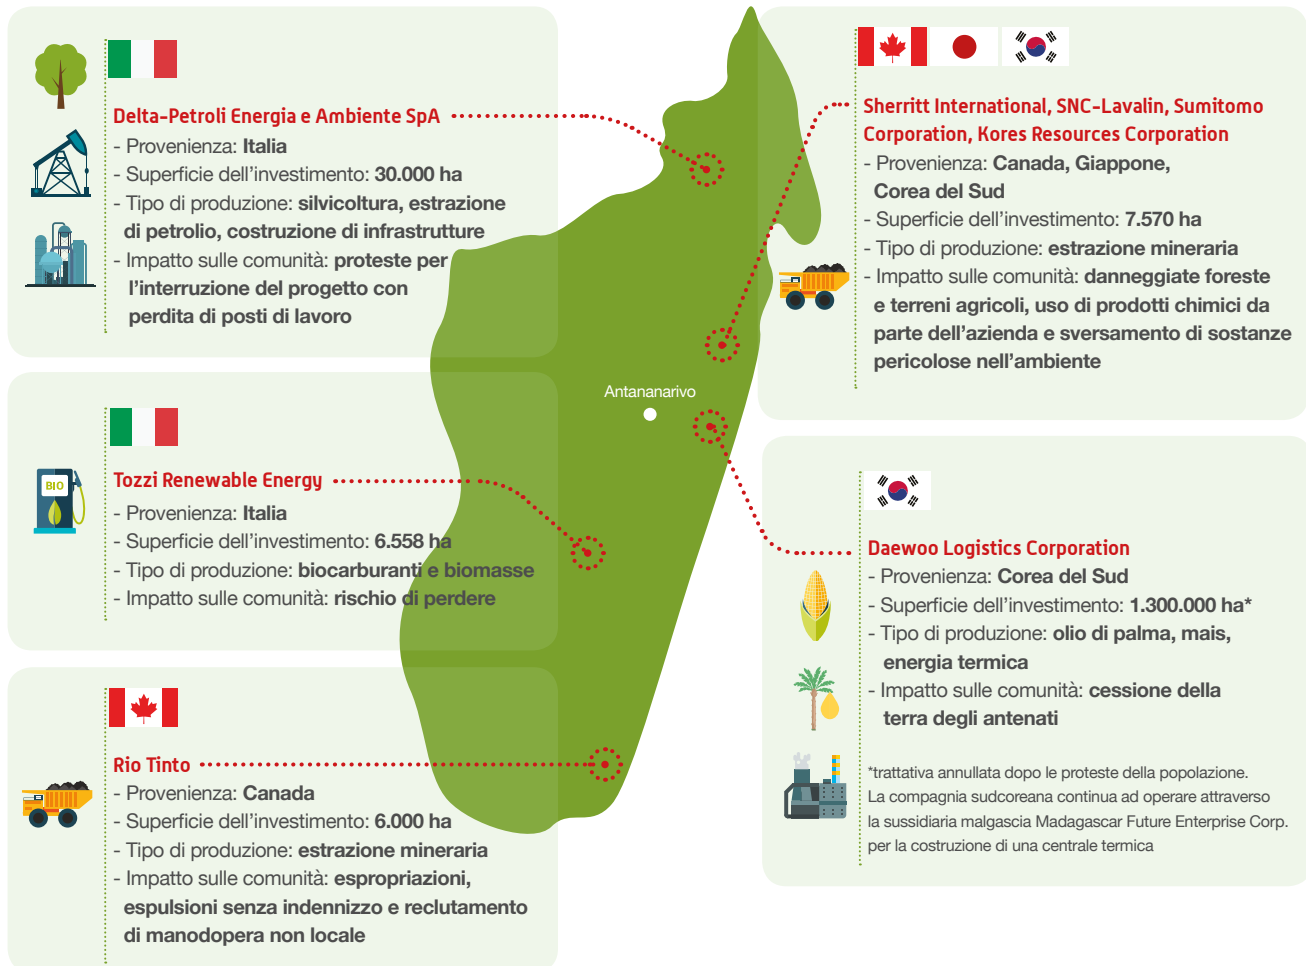 Delta-Petroli Energia e Ambiente SpA
- Provenienza: Italia
- Superficie dell’investimento: 30.000 ha
- Tipo di produzione: silvicoltura, estrazione
di petrolio, costruzione di infrastrutture
- Impatto sulle comunità: proteste per
l’interruzione del progetto con
perdita di posti di lavoro
Sherritt International, SNC-Lavalin, Sumitomo
Corporation, Kores Resources Corporation
- Provenienza: Canada, Giappone,
Corea del Sud
- Superficie dell’investimento: 7.570 ha
- Tipo di produzione: estrazione mineraria
- Impatto sulle comunità: danneggiate foreste
e terreni agricoli, uso di prodotti chimici da
parte dell’azienda e sversamento di sostanze
pericolose nell’ambiente
Antananarivo
BIO
Tozzi Renewable Energy
- Provenienza: Italia
- Superficie dell’investimento: 6.558 ha
- Tipo di produzione: biocarburanti e biomasse
- Impatto sulle comunità: rischio di perdere
Daewoo Logistics Corporation
- Provenienza: Corea del Sud
- Superficie dell’investimento: 1.300.000 ha*
- Tipo di produzione: olio di palma, mais,
energia termica
- Impatto sulle comunità: cessione della
terra degli antenati
*trattativa annullata dopo le proteste della popolazione.
La compagnia sudcoreana continua ad operare attraverso
la sussidiaria malgascia Madagascar Future Enterprise Corp.
per la costruzione di una centrale termica
Rio Tinto
- Provenienza: Canada
- Superficie dell’investimento: 6.000 ha
- Tipo di produzione: estrazione mineraria
- Impatto sulle comunità: espropriazioni,
espulsioni senza indennizzo e reclutamento
di manodopera non locale